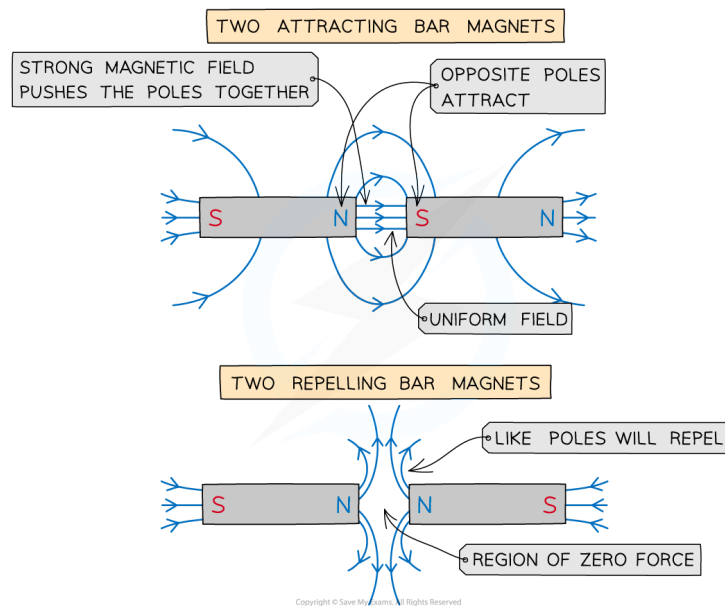 TWO ATTRACTING BAR MAGNETS
STRONG MAGNETIC FIELD
PUSHES THE POLES TOGETHER
OPPOSITE POLES
ATTRACT
S N S N
UNIFORM FIELD
TWO REPELLING BAR MAGNETS
LIKE POLES WILL REPEL
S N N S
REGION OF ZERO FORCE
Copyright © Save My Exams. All Rights Reserved